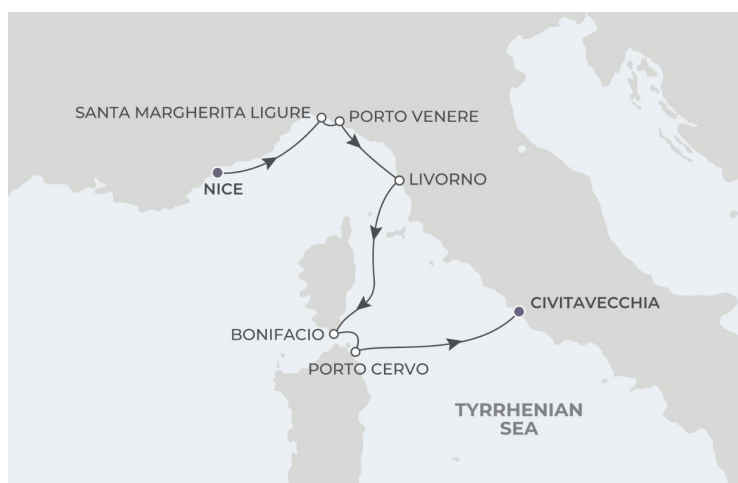 SANTA MARGHERITA LIGURE
PORTO VENERE
NICE
LIVORNO
CIVITAVECCHIA
BONIFACIO
PORTO CERVO
TYRRHENIAN
SEA